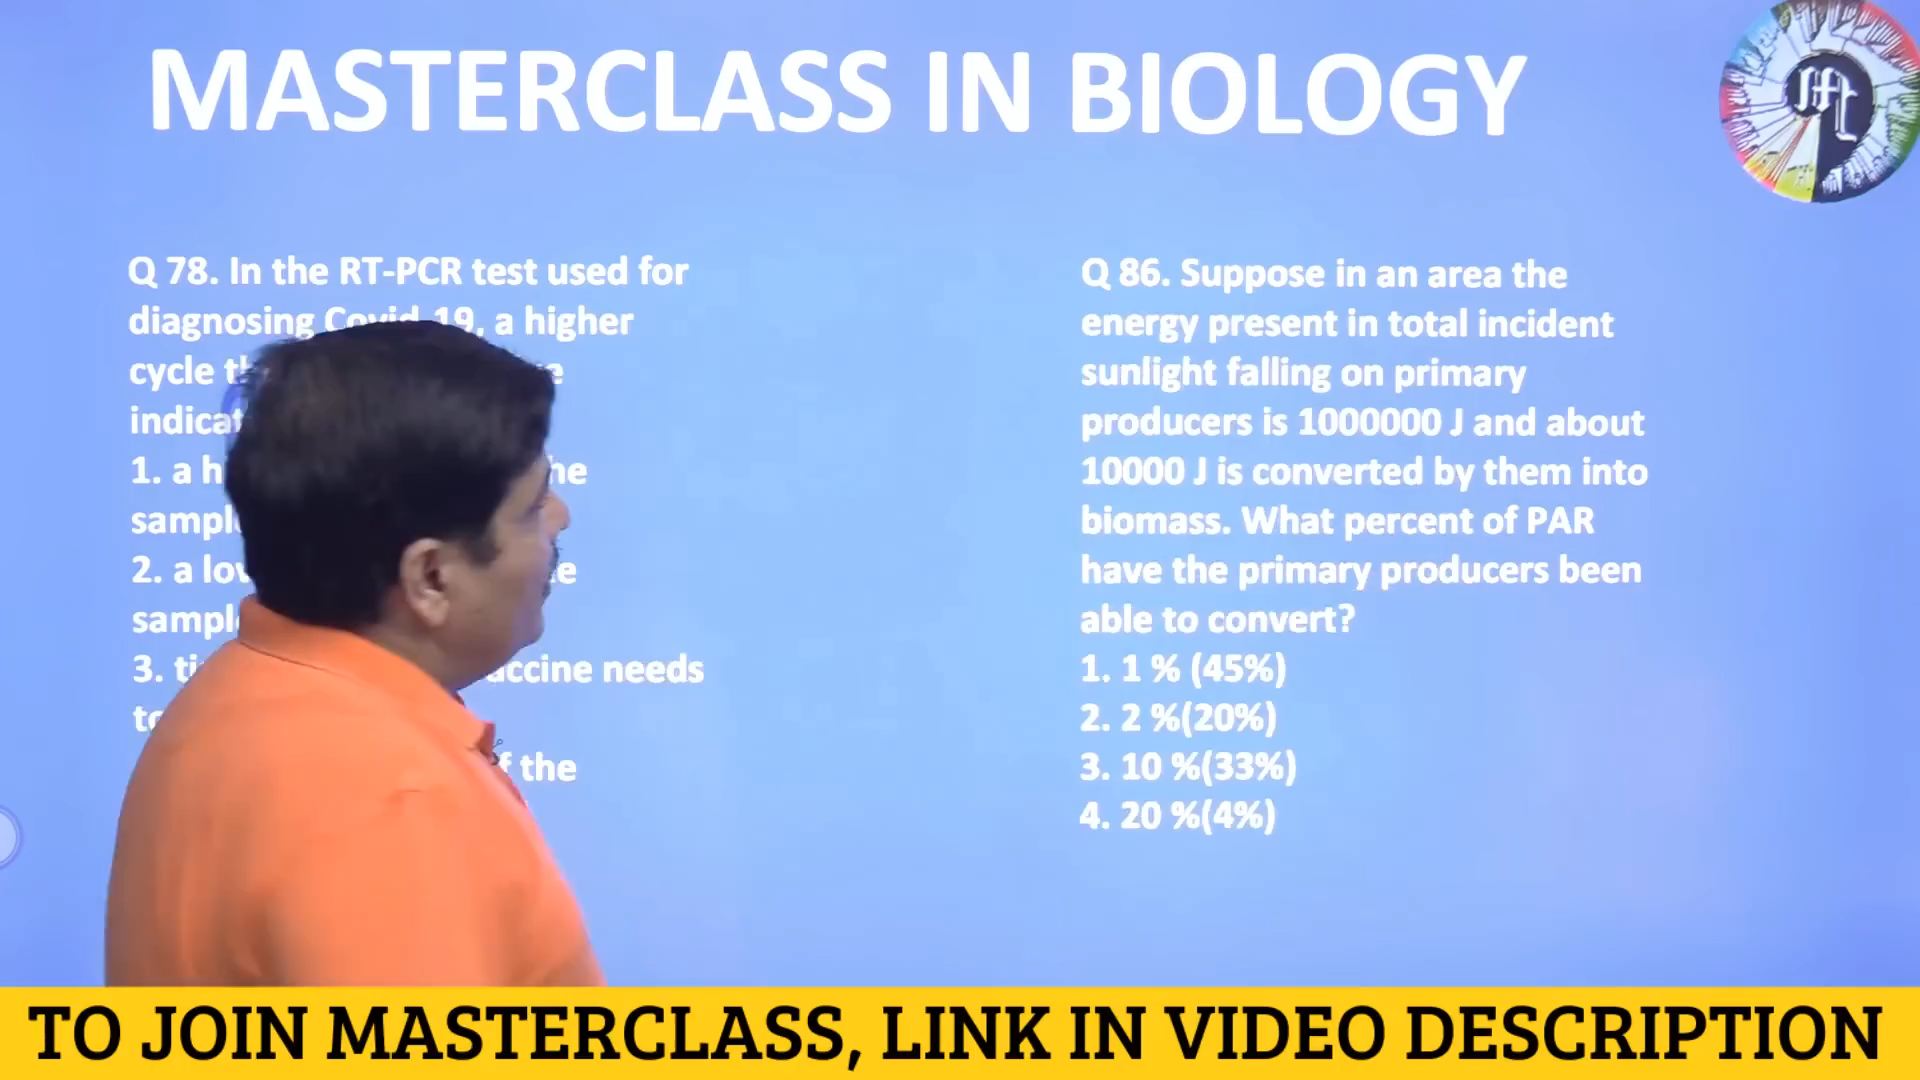 MASTERCLASS IN BIOLOGY
Q 78. In the RT-PCR test used for
diagnosing Covid-19, a higher
cycle
indicat
1. a
sampl
2. a
sampl
3. accine needs
the
Q 86. Suppose in an area the
energy present in total incident
sunlight falling on primary
producers is 1000000 J and about
10000 J is converted by them into
biomass. What percent of PAR
have the primary producers been
able to convert?
1. 1 % (45%)
2. 2 %(20%)
3. 10 %(33%)
4. 20 %(4%)
TO JOIN MASTERCLASS, LINK IN VIDEO DESCRIPTION